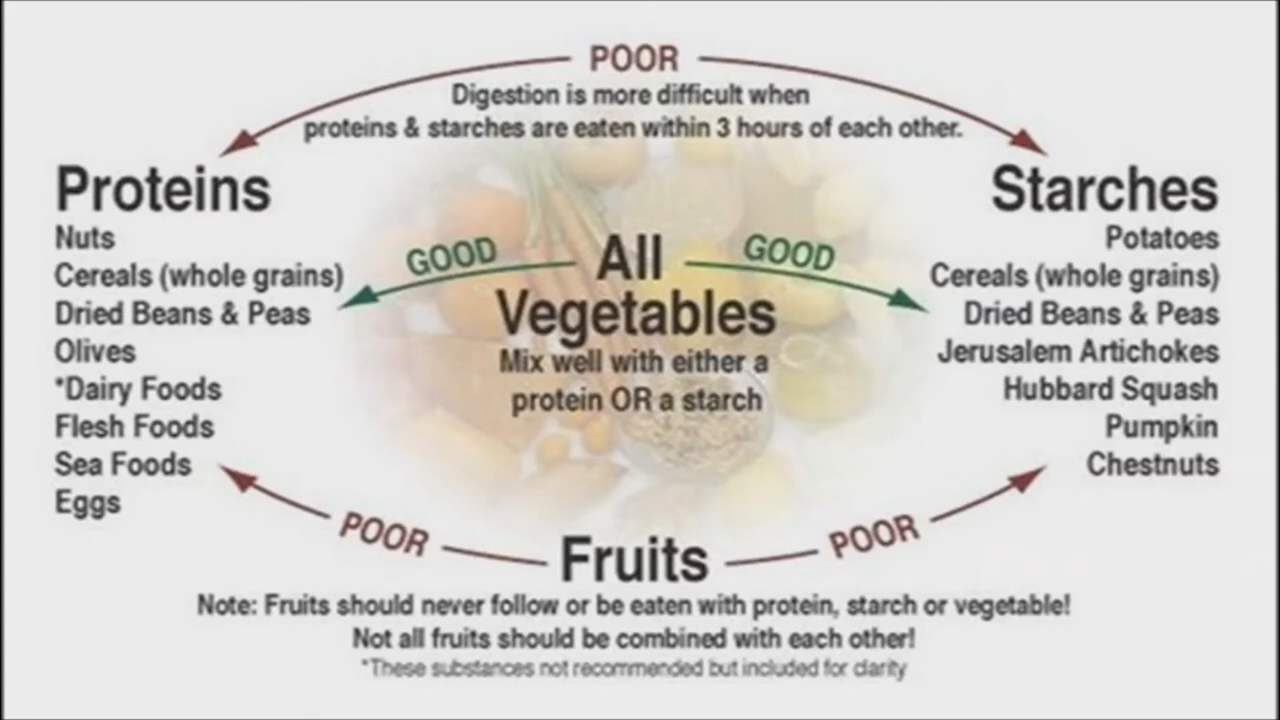 POOR
Digestion is more difficult when
proteins & starches are eaten within 3 hours of each other.
Proteins
Nuts
Cereals (whole grains)
Dried Beans & Peas
Olives
*Dairy Foods
Flesh Foods
Sea Foods
Eggs
GOOD
All
Vegetables
Mix well with either a
protein OR a starch
GOOD
Starches
Potatoes
Cereals (whole grains)
Dried Beans & Peas
Jerusalem Artichokes
Hubbard Squash
Pumpkin
Chestnuts
POOR
Fruits
POOR
Note: Fruits should never follow or be eaten with protein, starch or vegetable!
Not all fruits should be combined with each other!
*These substances not recommended but included for clarity